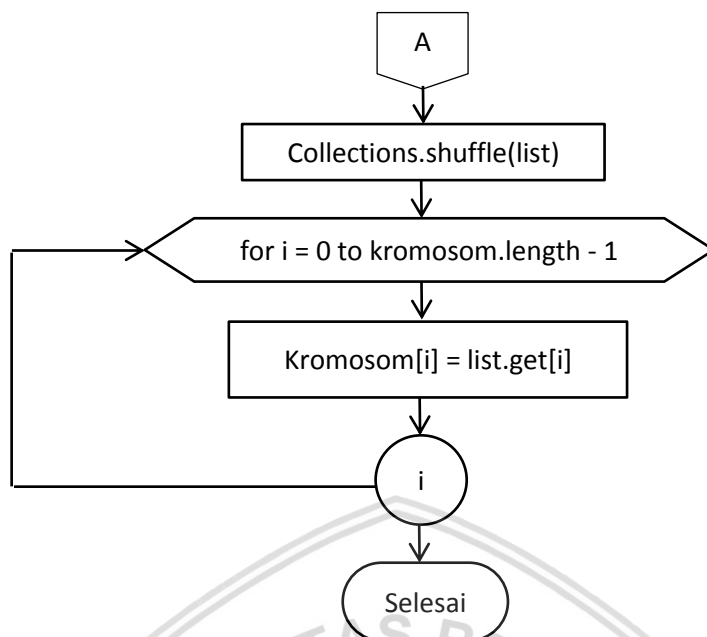 A
Collections.shuffle(list)
for i = 0 to kromosom.length - 1
Kromosom[i] = list.get[i]
i
Selesai